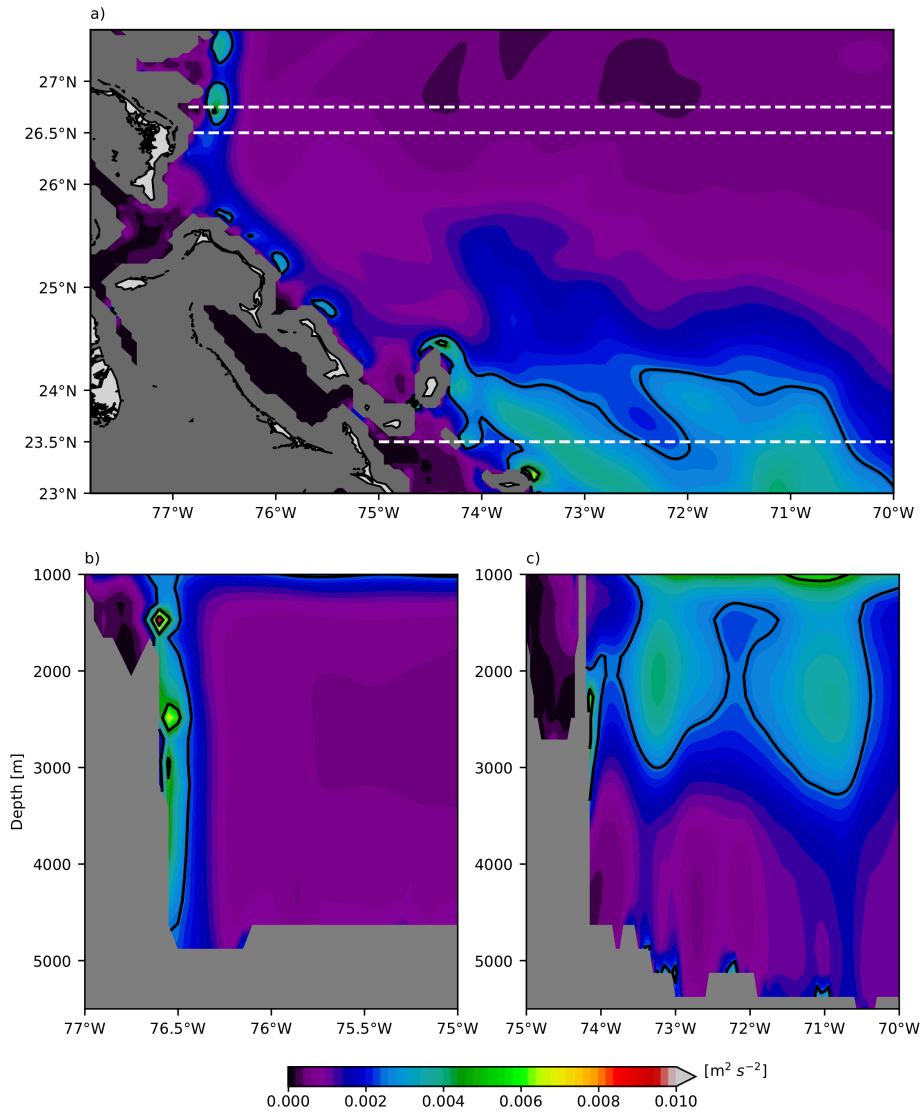 a)
27°N
26.5°N
26°N
25°N
24°N
23.5°N
23°N
77°W 76°W 75°W 74°W 73°W 72°W 71°W 70°W
b) c)
1000 1000
2000 2000
3000 3000
4000 4000
5000 5000
Depth [m]
77°W 76.5°W 76°W 75.5°W 75°W 75°W 74°W 73°W 72°W 71°W 70°W
[m² s⁻²]
0.000 0.002 0.004 0.006 0.008 0.010